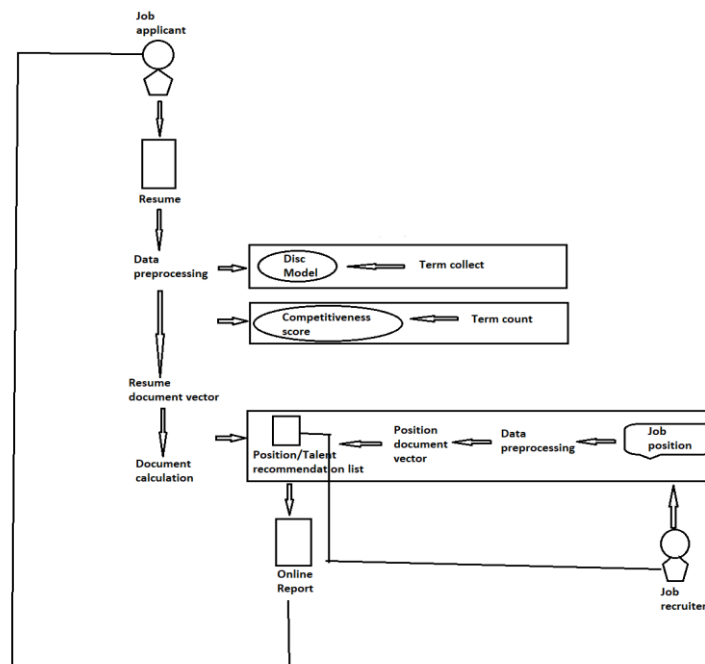 Job
applicant
Resume
Data
preprocessing
Disc
Model
Term collect
Competitiveness
score
Term count
Resume
document vector
Document
calculation
Position/Talent
recommendation list
Position
document
vector
Data
preprocessing
Job
position
Online
Report
Job
recruiter